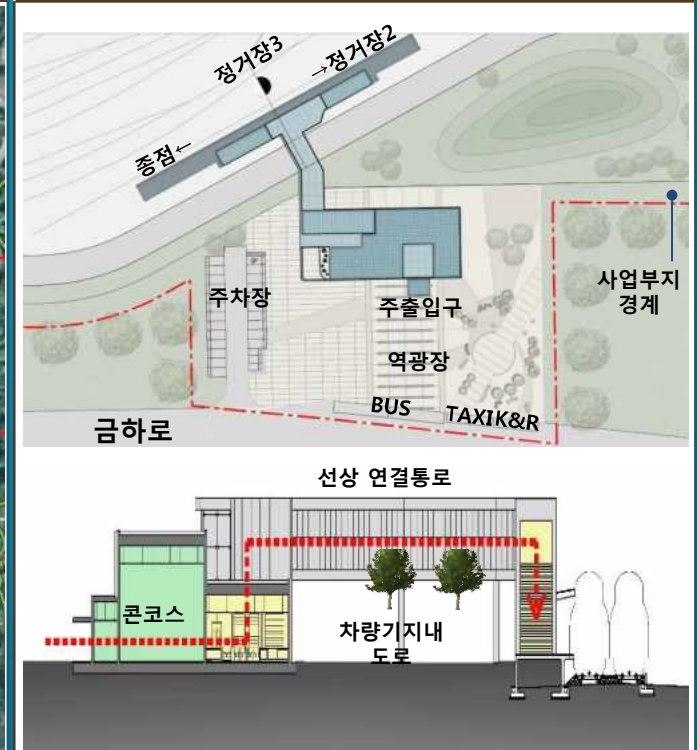 정거장3
→정거장2
종점←
사업부지
경계
주차장
주출입구
역광장
BUS
TAXIK&R
금하로
선상 연결통로
콘코스
차량기지내
도로